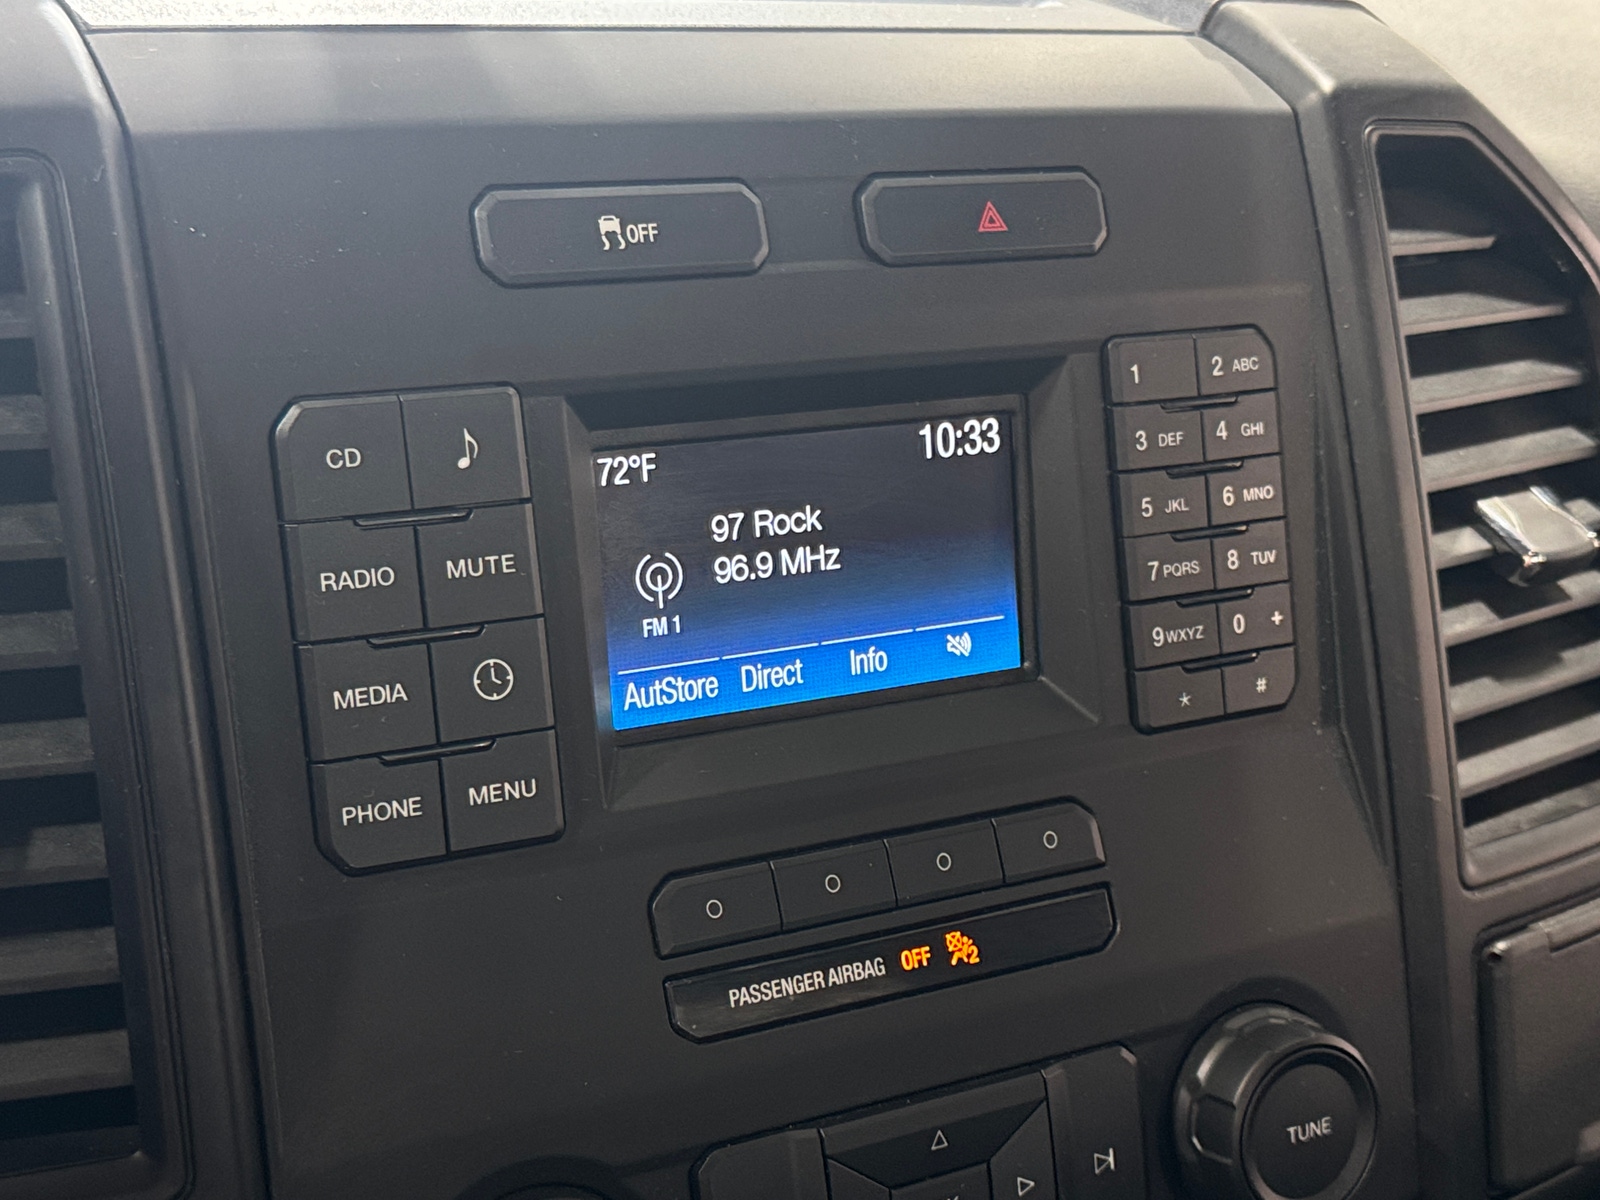 OFF
CD
RADIO
MUTE
MEDIA
PHONE
MENU
72°F
10:33
97 Rock
96.9 MHz
FM 1
AutStore Direct Info
1
2 ABC
3 DEF
4 GHI
5 JKL
6 MNO
7 PQRS
8 TUV
9 WXYZ
0 +
* #
PASSENGER AIRBAG OFF 2
TUNE